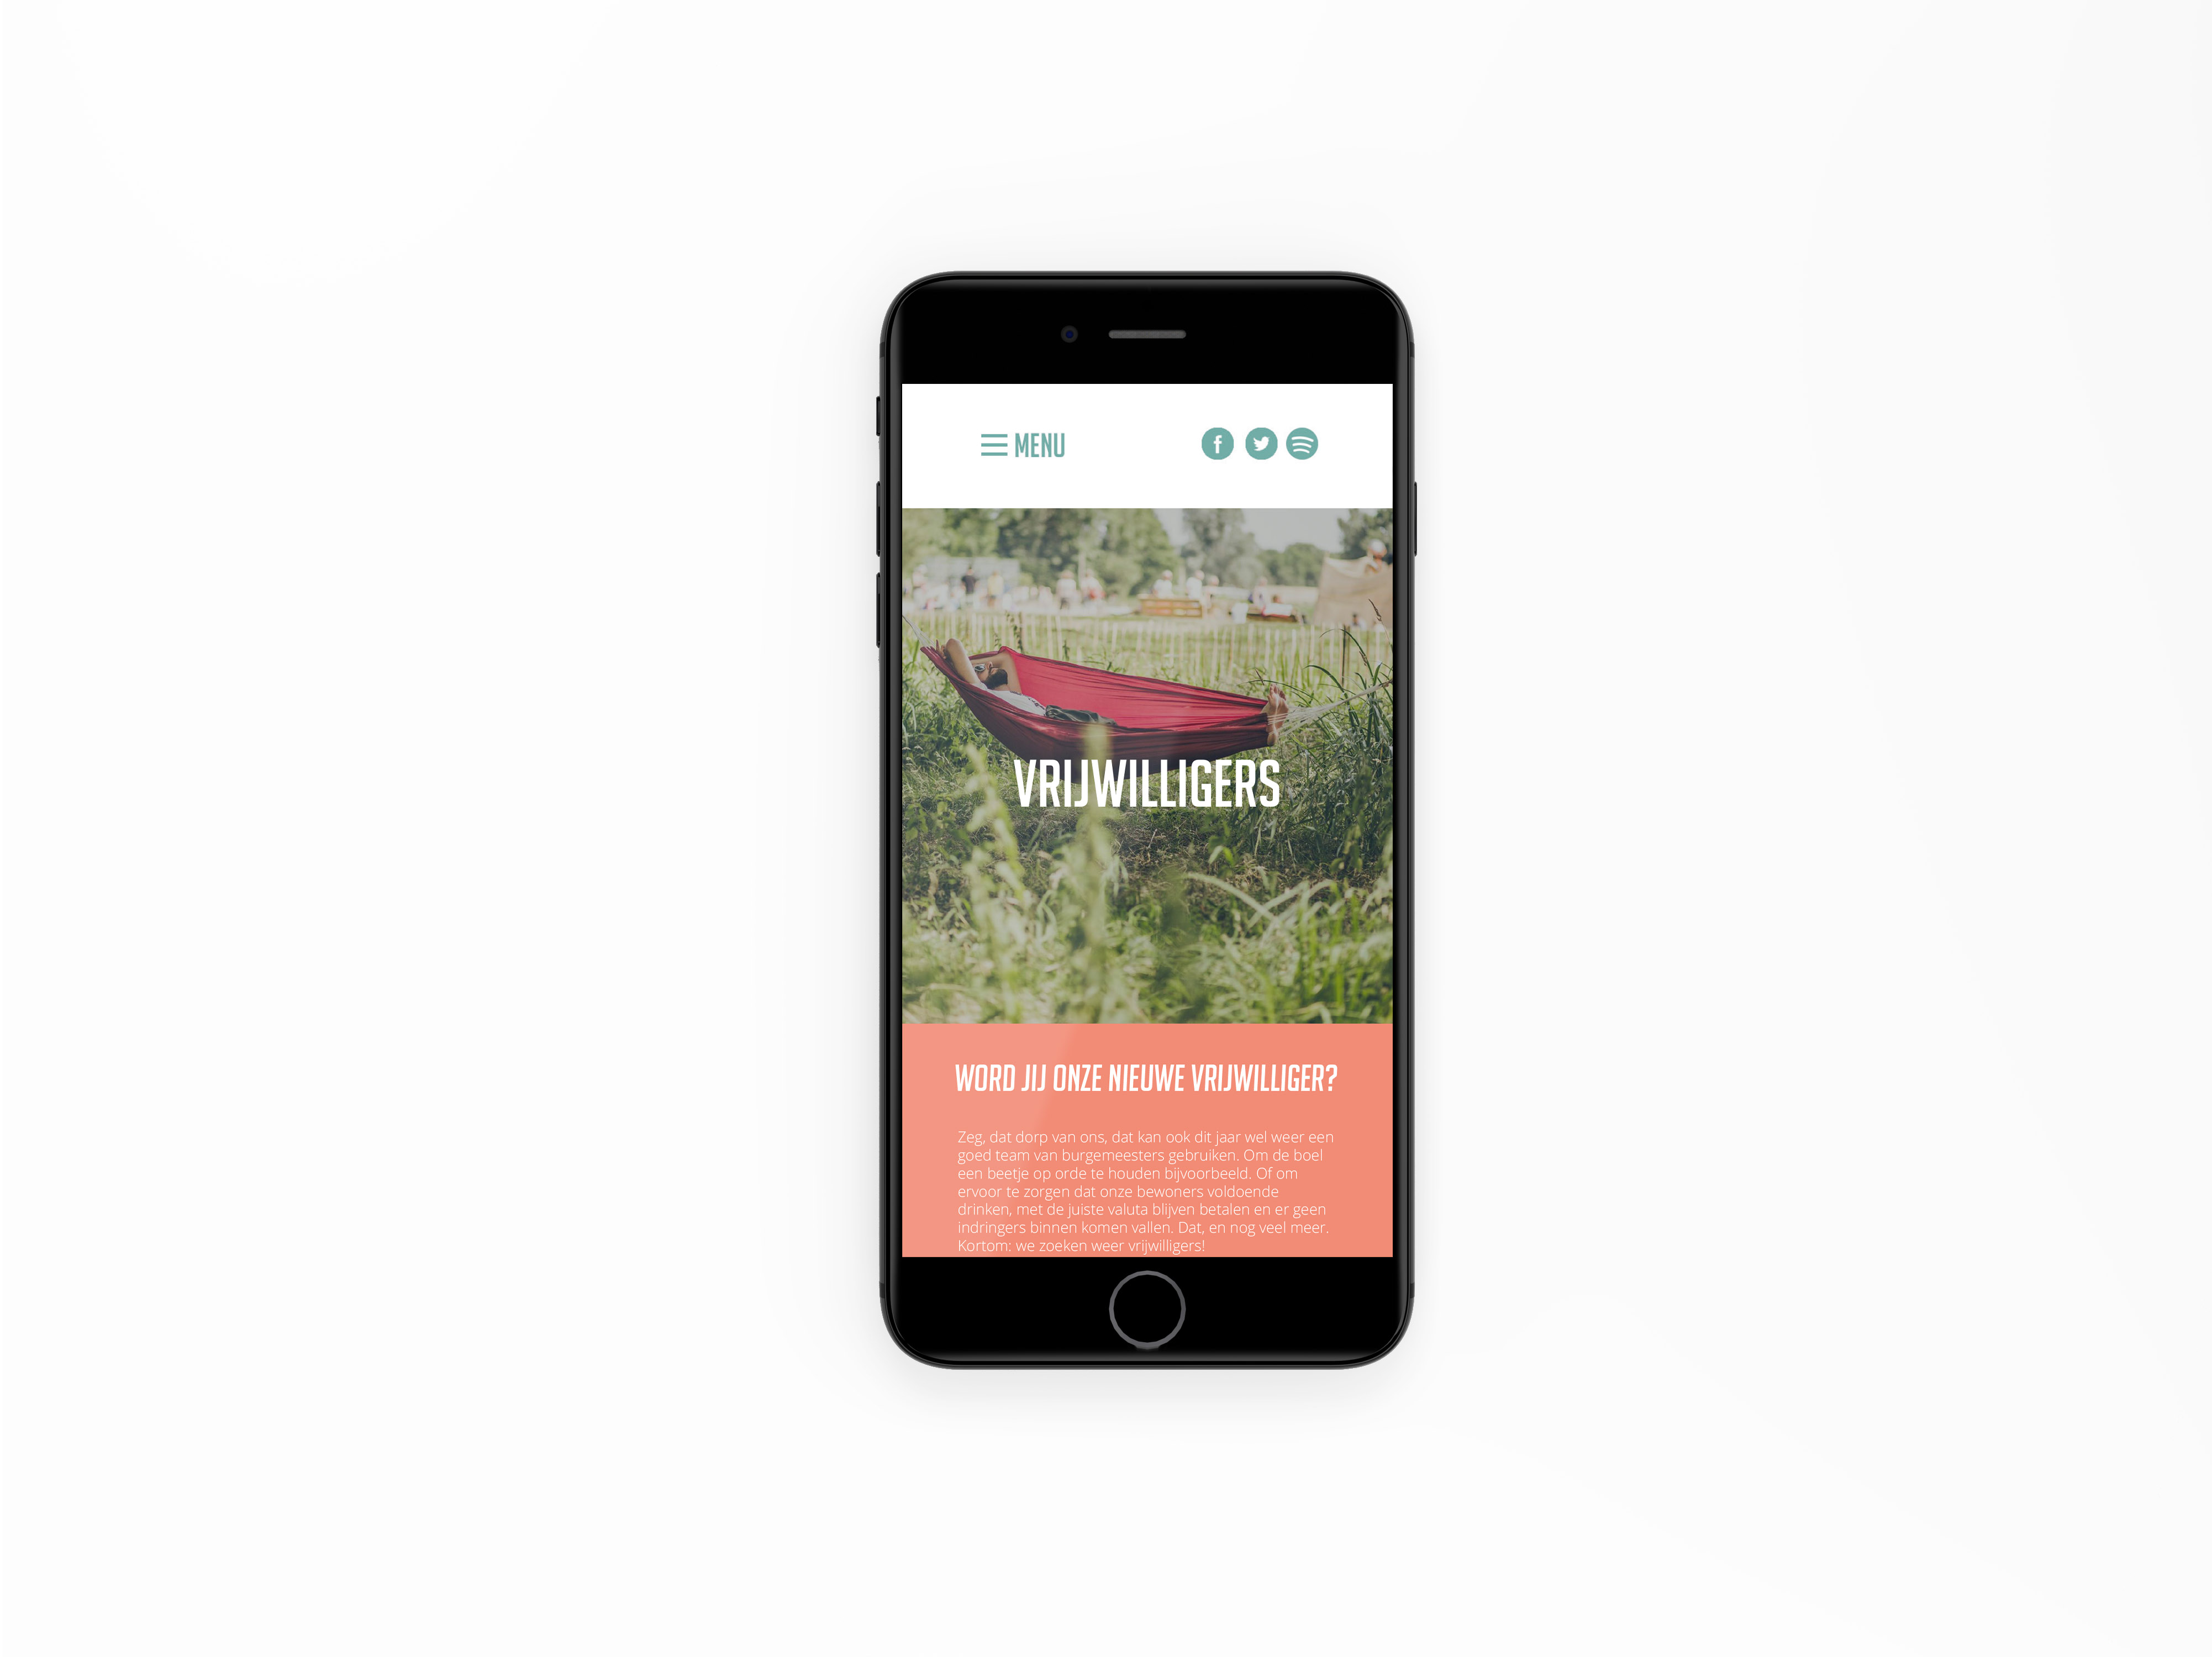 MENU
VRIJWILLIGERS
WORD JIJ ONZE NIEUWE VRIJWILLIGER?
Zeg, dat dorp van ons, dat kan ook dit jaar wel weer een
goed team van burgemeesters gebruiken. Om de boel
een beetje op orde te houden bijvoorbeeld. Of om
ervoor te zorgen dat onze bewoners voldoende
drinken, met de juiste valuta blijven betalen en er geen
indringers binnen komen vallen. Dat, en nog veel meer.
Kortom: we zoeken weer vrijwilligers!